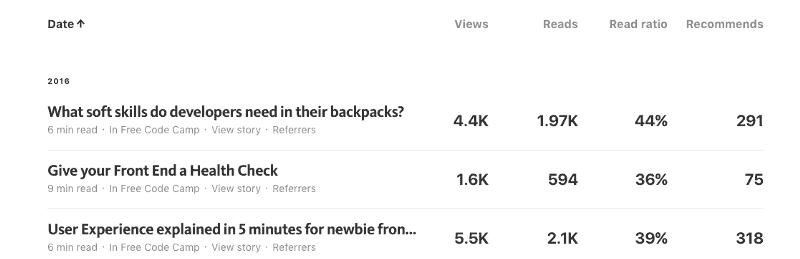 Date ↑ Views Reads Read ratio Recommends
2016
What soft skills do developers need in their backpacks? 4.4K 1.97K 44% 291
6 min read · In Free Code Camp · View story · Referrers
Give your Front End a Health Check 1.6K 594 36% 75
9 min read · In Free Code Camp · View story · Referrers
User Experience explained in 5 minutes for newbie fron... 5.5K 2.1K 39% 318
6 min read · In Free Code Camp · View story · Referrers